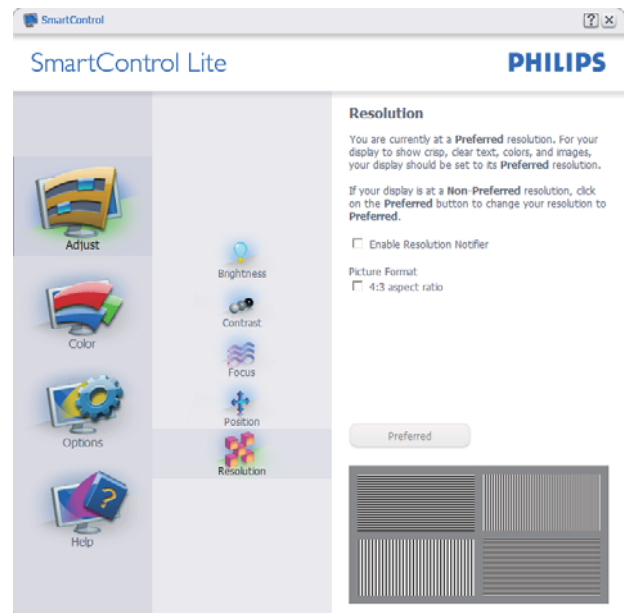 SmartControl
SmartControl Lite
PHILIPS
Adjust
Color
Options
Help
Brightness
Contrast
Focus
Position
Resolution
Resolution
You are currently at a Preferred resolution. For your
display to show crisp, clear text, colors, and images,
your display should be set to its Preferred resolution.
If your display is at a Non-Preferred resolution, click
on the Preferred button to change your resolution to
Preferred.
Enable Resolution Notifier
Picture Format
4:3 aspect ratio
Preferred